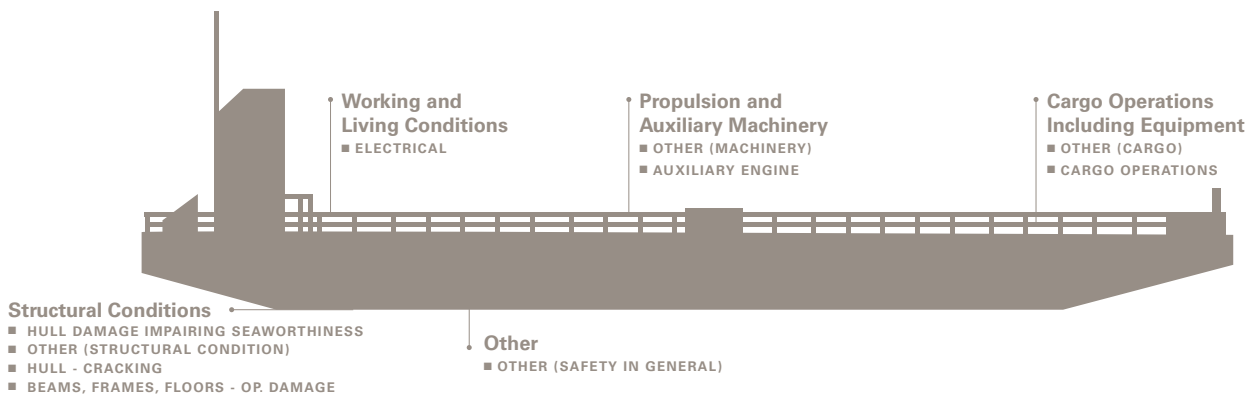 Working and
Living Conditions
■ ELECTRICAL
Propulsion and
Auxiliary Machinery
■ OTHER (MACHINERY)
■ AUXILIARY ENGINE
Cargo Operations
Including Equipment
■ OTHER (CARGO)
■ CARGO OPERATIONS
Structural Conditions
■ HULL DAMAGE IMPAIRING SEAWORTHINESS
■ OTHER (STRUCTURAL CONDITION)
■ HULL - CRACKING
■ BEAMS, FRAMES, FLOORS - OP. DAMAGE
Other
■ OTHER (SAFETY IN GENERAL)